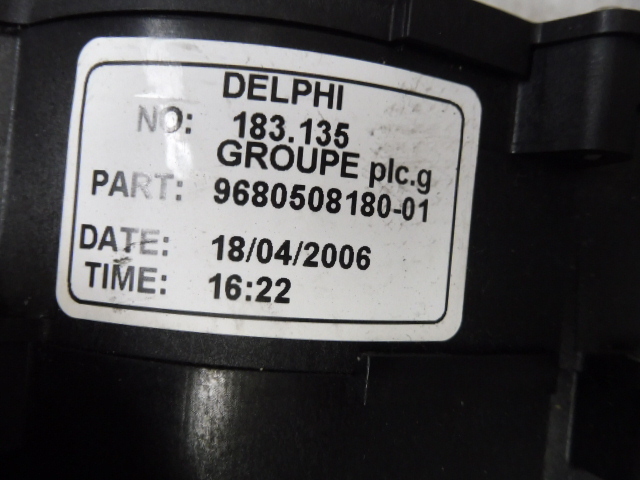 DELPHI
NO: 183.135
GROUPE plc.g
PART: 9680508180-01
DATE: 18/04/2006
TIME: 16:22